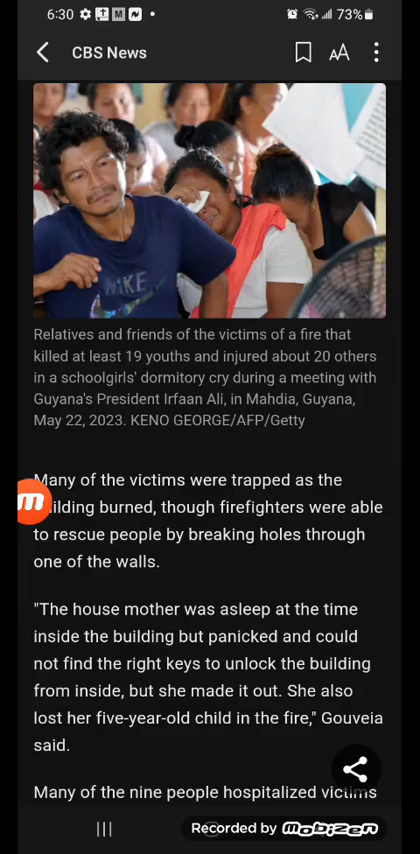 6:30 M 73%
CBS News AA
NIKE
Relatives and friends of the victims of a fire that
killed at least 19 youths and injured about 20 others
in a schoolgirls' dormitory cry during a meeting with
Guyana's President Irfaan Ali, in Mahdia, Guyana,
May 22, 2023. KENO GEORGE/AFP/Getty
Many of the victims were trapped as the
building burned, though firefighters were able
to rescue people by breaking holes through
one of the walls.
"The house mother was asleep at the time
inside the building but panicked and could
not find the right keys to unlock the building
from inside, but she made it out. She also
lost her five-year-old child in the fire," Gouveia
said.
Many of the nine people hospitalized victims
Recorded by mobizen